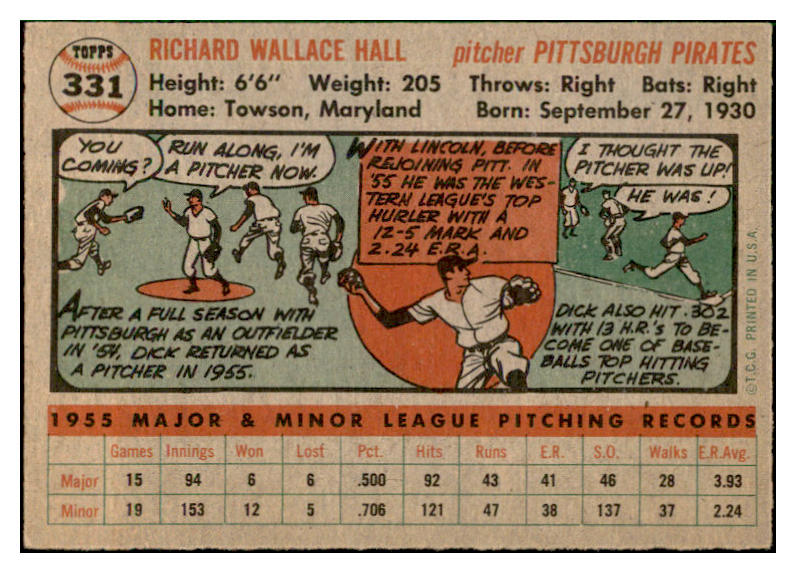 TOPPS
331
RICHARD WALLACE HALL pitcher PITTSBURGH PIRATES
Height: 6'6" Weight: 205 Throws: Right Bats: Right
Home: Towson, Maryland Born: September 27, 1930
YOU
COMING?
RUN ALONG, I'M
A PITCHER NOW.
AFTER A FULL SEASON WITH
PITTSBURGH AS AN OUTFIELDER
IN '54, DICK RETURNED AS
A PITCHER IN 1955.
WITH LINCOLN, BEFORE
REJOINING PITT. IN
'55 HE WAS THE WES-
TERN LEAGUE'S TOP
HURLER WITH A
12-5 MARK AND
2.24 E.R.A.
I THOUGHT THE
PITCHER WAS UP!
HE WAS!
DICK ALSO HIT .302
WITH 13 H.R.'S TO BE-
COME ONE OF BASE-
BALLS TOP HITTING
PITCHERS.
©T.C.G. PRINTED IN U.S.A.
1955 MAJOR & MINOR LEAGUE PITCHING RECORDS
Games Innings Won Lost Pct. Hits Runs E.R. S.O. Walks E.R.Avg.
Major 15 94 6 6 .500 92 43 41 46 28 3.93
Minor 19 153 12 5 .706 121 47 38 137 37 2.24